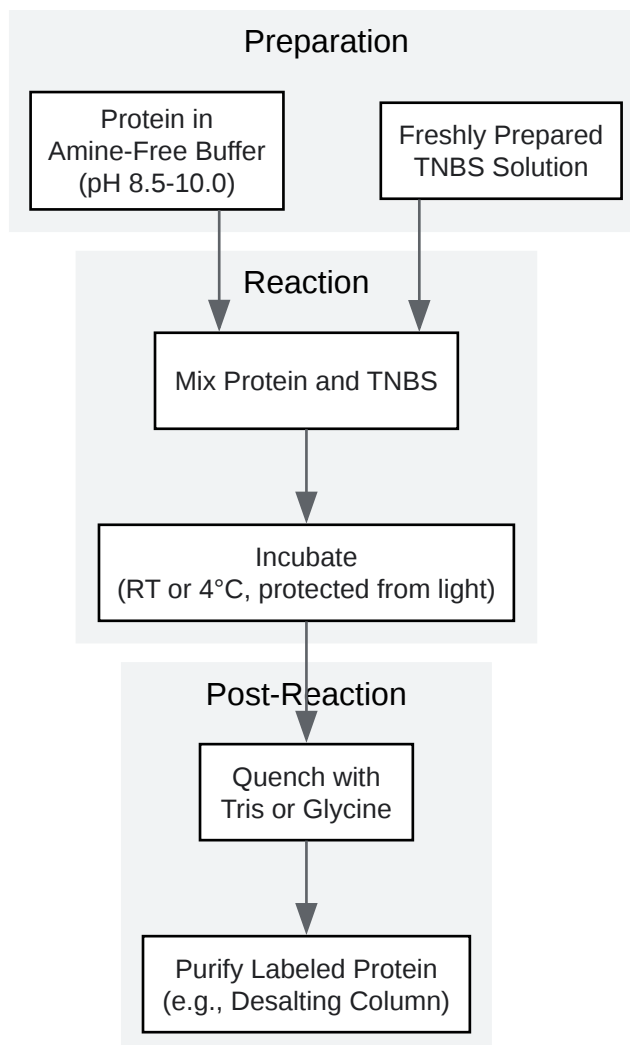 Preparation
Protein in
Amine-Free Buffer
(pH 8.5-10.0)
Freshly Prepared
TNBS Solution
Reaction
Mix Protein and TNBS
Incubate
(RT or 4°C, protected from light)
Post-Reaction
Quench with
Tris or Glycine
Purify Labeled Protein
(e.g., Desalting Column)